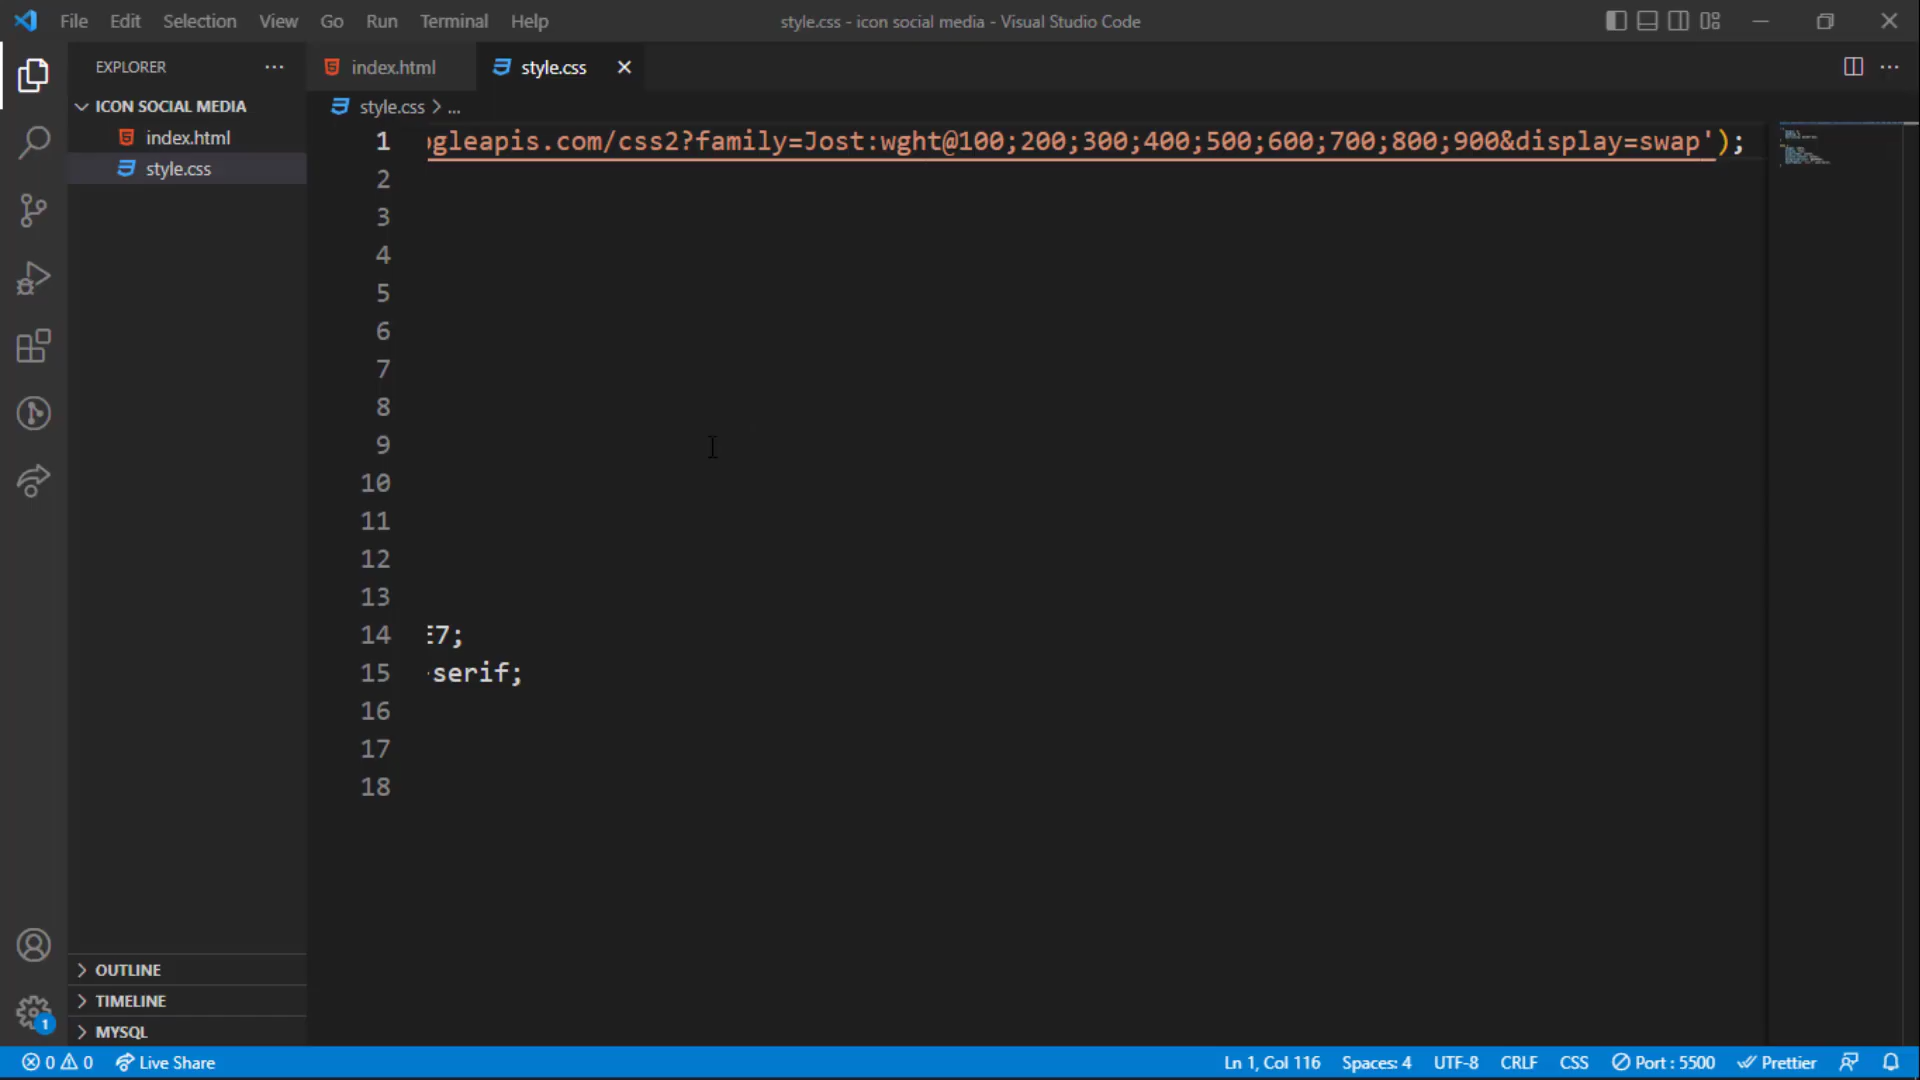 File Edit Selection View Go Run Terminal Help style.css - icon social media - Visual Studio Code
EXPLORER ··· index.html style.css ···
ICON SOCIAL MEDIA style.css > ...
index.html
style.css
1 gleapis.com/css2?family=Jost:wght@100;200;300;400;500;600;700;800;900&display=swap');
2
3
4
5
6
7
8
9
10
11
12
13
14 E7;
15 -serif;
16
17
18
OUTLINE
TIMELINE
1
MYSQL
0 0 Live Share Ln 1, Col 116 Spaces: 4 UTF-8 CRLF CSS Port : 5500 Prettier